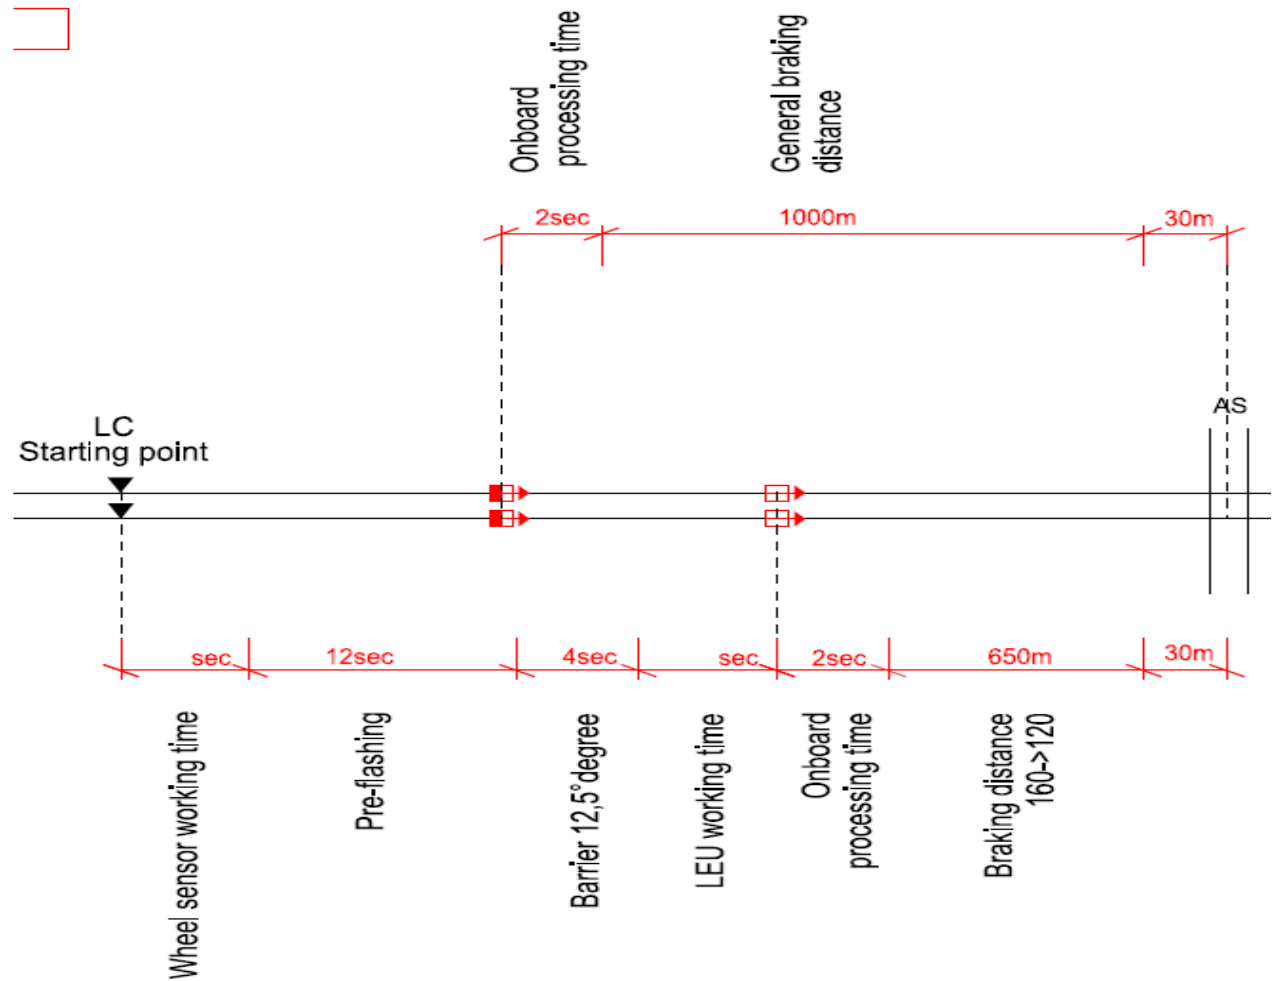 Onboard
processing time
General braking
distance
2sec
1000m
30m
AS
LC
Starting point
sec
12sec
4sec
sec
2sec
650m
30m
Wheel sensor working time
Pre-flashing
Barrier 12,5°degree
LEU working time
Onboard
processing time
Braking distance
160->120